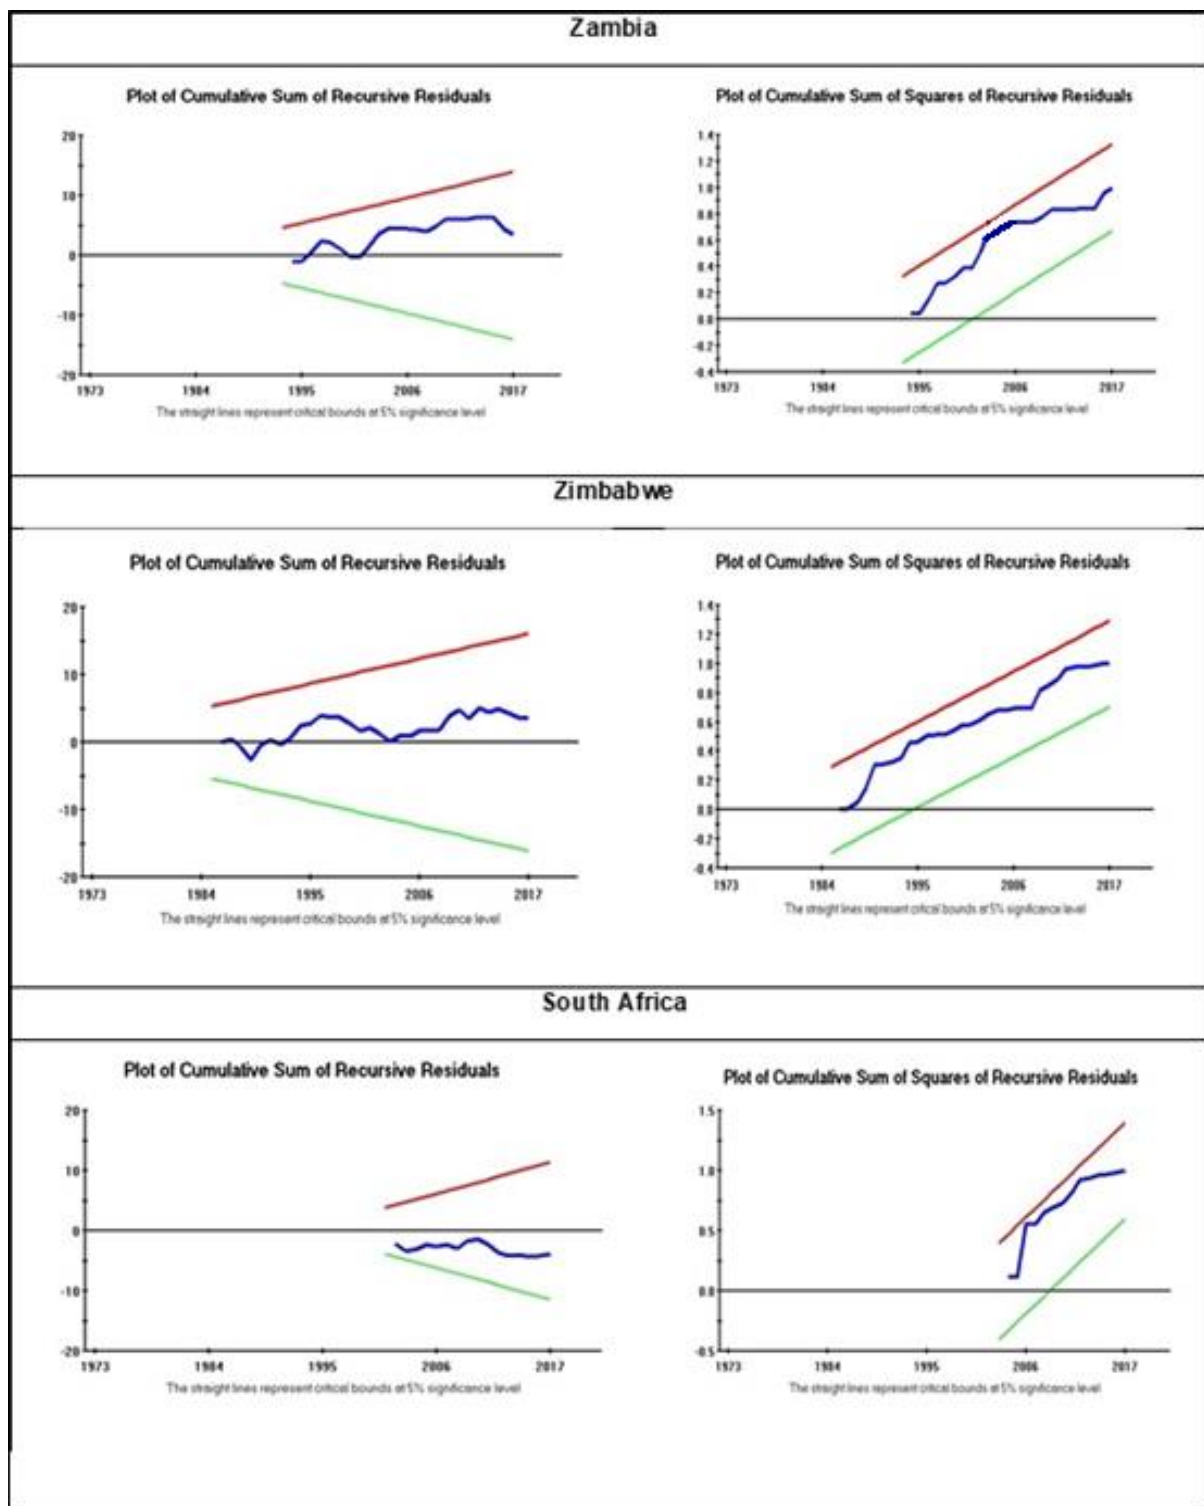 Zambia
Plot of Cumulative Sum of Recursive Residuals
20
10
0
-10
-20
1973 1984 1995 2006 2017
The straight lines represent critical bounds at 5% significance level
Plot of Cumulative Sum of Squares of Recursive Residuals
1.4
1.2
1.0
0.8
0.6
0.4
0.2
0.0
-0.2
-0.4
1973 1984 1995 2006 2017
The straight lines represent critical bounds at 5% significance level
Zimbabwe
Plot of Cumulative Sum of Recursive Residuals
20
10
0
-10
-20
1973 1984 1995 2006 2017
The straight lines represent critical bounds at 5% significance level
Plot of Cumulative Sum of Squares of Recursive Residuals
1.4
1.2
1.0
0.8
0.6
0.4
0.2
0.0
-0.2
-0.4
1973 1984 1995 2006 2017
The straight lines represent critical bounds at 5% significance level
South Africa
Plot of Cumulative Sum of Recursive Residuals
20
10
0
-10
-20
1973 1984 1995 2006 2017
The straight lines represent critical bounds at 5% significance level
Plot of Cumulative Sum of Squares of Recursive Residuals
1.5
1.0
0.5
0.0
-0.5
1973 1984 1995 2006 2017
The straight lines represent critical bounds at 5% significance level